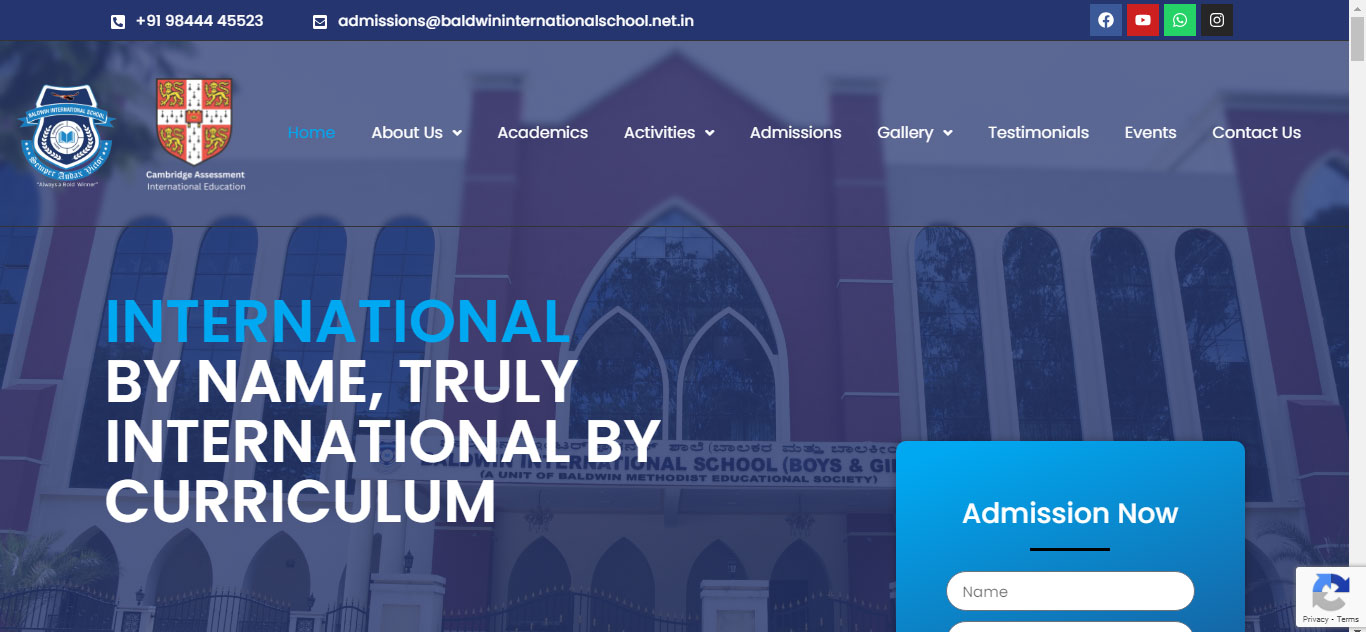 +91 98444 45523
admissions@baldwininternationalschool.net.in
BALDWIN INTERNATIONAL SCHOOL
Semper Audax Victor
"Always a Bold Winner"
Cambridge Assessment
International Education
Home
About Us
Academics
Activities
Admissions
Gallery
Testimonials
Events
Contact Us
INTERNATIONAL
BY NAME, TRULY
INTERNATIONAL BY
CURRICULUM
ಶಾಲೆ (ಬಾಲಕರ ಮತ್ತು
BALDWIN INTERNATIONAL SCHOOL (BOYS &
(A UNIT OF BALDWIN METHODIST EDUCATIONAL SOCIETY)
Admission Now
Name
Privacy - Terms